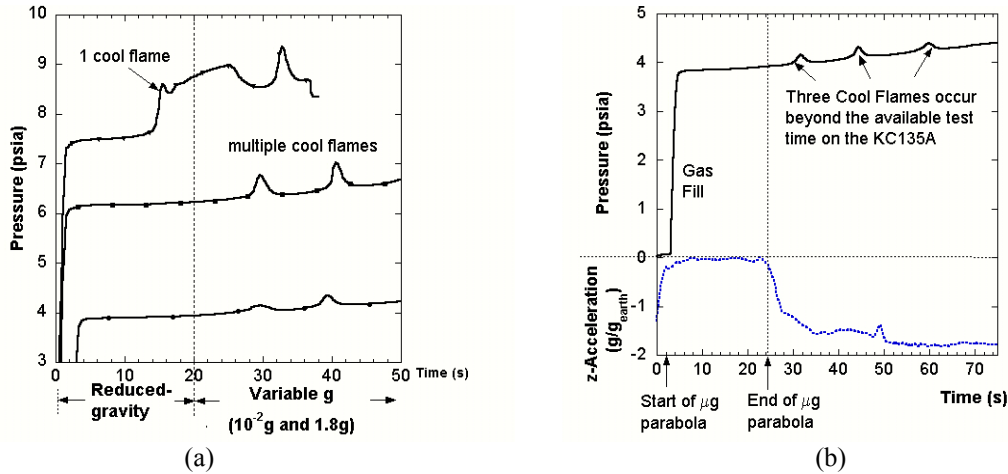 10
9
8
7
6
5
4
3
Pressure (psia)
1 cool flame
multiple cool flames
0 10 20 30 40 50 Time (s)
Reduced-
gravity
Variable g
(10⁻²g and 1.8g)
(a)
5
4
3
2
1
0
-1
-2
Pressure (psia)
z-Acceleration
(g/g_earth)
Gas
Fill
Three Cool Flames occur
beyond the available test
time on the KC135A
0 10 20 30 40 50 60 70
Time (s)
Start of μg
parabola
End of μg
parabola
(b)